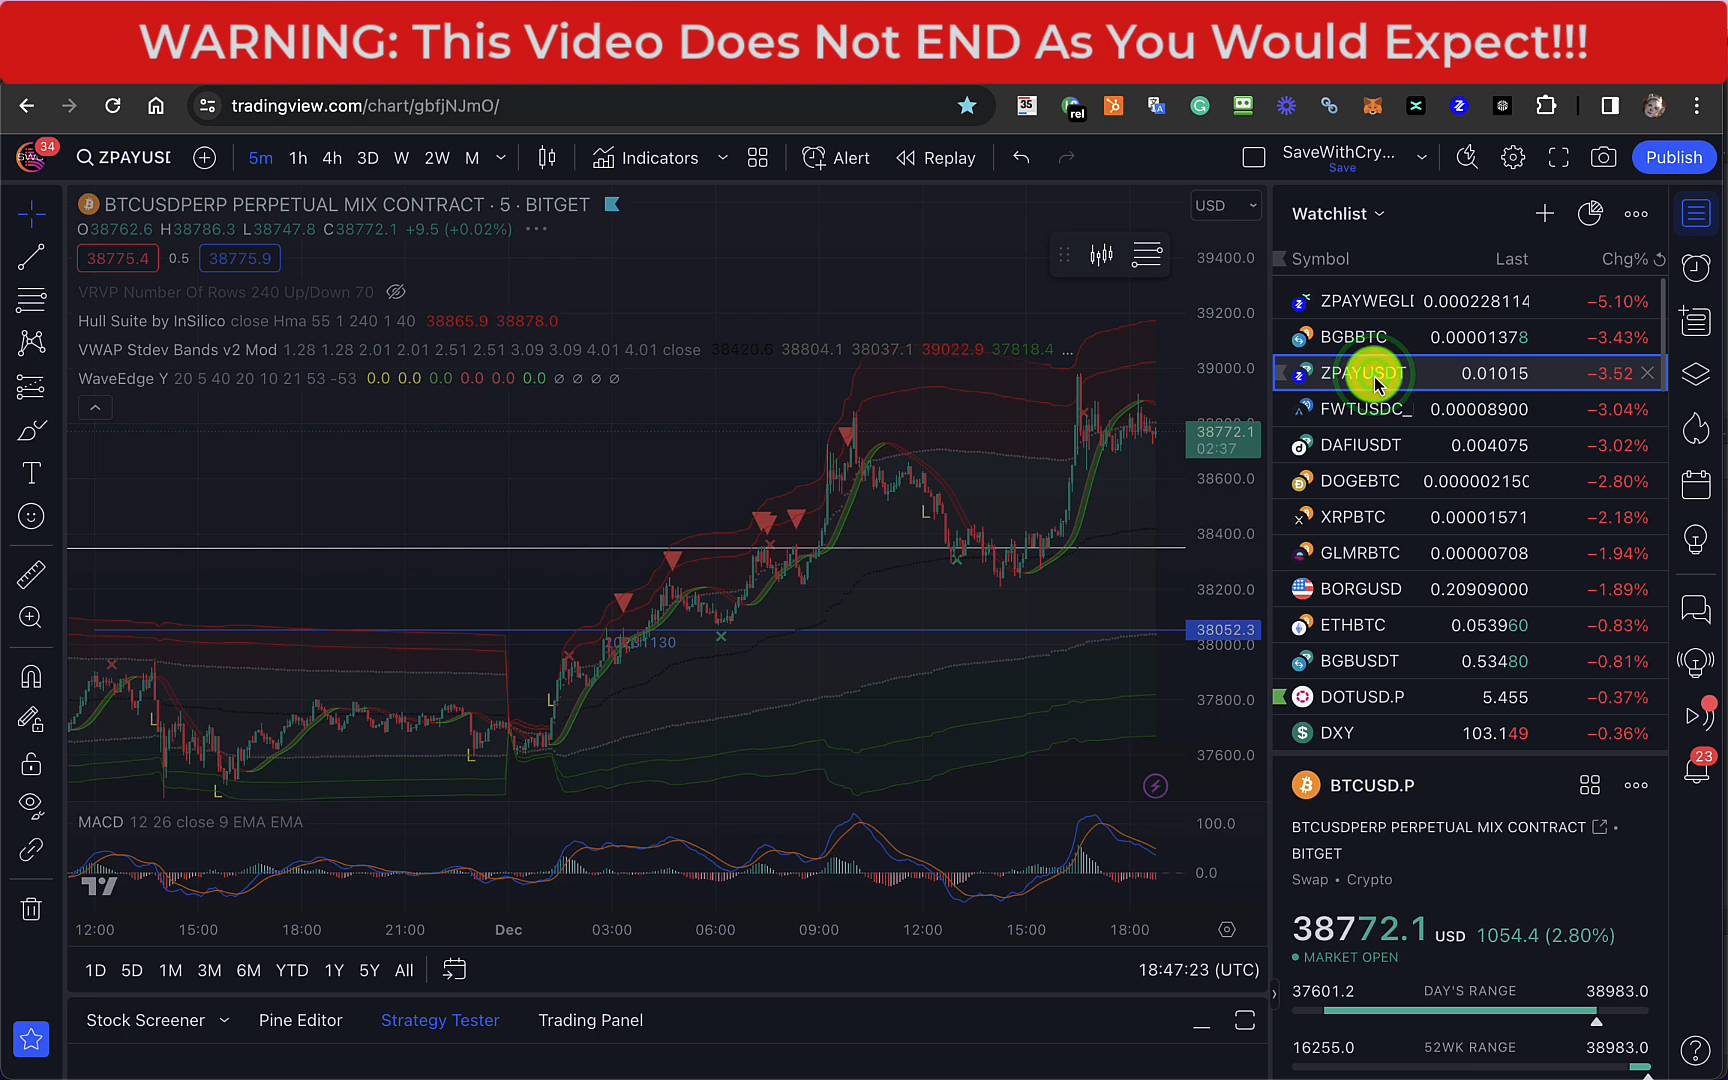 WARNING: This Video Does Not END As You Would Expect!!!
tradingview.com/chart/gbfjNJmO/
35
rel
34
ZPAYUSD
5m 1h 4h 3D W 2W M
Indicators
Alert
Replay
SaveWithCry...
Save
Publish
BTCUSDPERP PERPETUAL MIX CONTRACT · 5 · BITGET
O38762.6 H38786.3 L38747.8 C38772.1 +9.5 (+0.02%)
38775.4 0.5 38775.9
VRVP Number Of Rows 240 Up/Down 70
Hull Suite by InSilico close Hma 55 1 240 1 40 38865.9 38878.0
VWAP Stdev Bands v2 Mod 1.28 1.28 2.01 2.01 2.51 2.51 3.09 3.09 4.01 4.01 close 38420.6 38804.1 38037.1 39022.9 37818.4 ...
WaveEdge Y 20 5 40 20 10 21 53 -53 0.0 0.0 0.0 0.0 0.0 0.0 ∅ ∅ ∅ ∅
USD
39400.0
39200.0
39000.0
38772.1
02:37
38600.0
38400.0
38200.0
38052.3
38000.0
37800.0
37600.0
L
L
L
L
L
MACD 12 26 close 9 EMA EMA
100.0
0.0
12:00 15:00 18:00 21:00 Dec 03:00 06:00 09:00 12:00 15:00 18:00
1D 5D 1M 3M 6M YTD 1Y 5Y All
18:47:23 (UTC)
Stock Screener
Pine Editor
Strategy Tester
Trading Panel
Watchlist
Symbol Last Chg%
ZPAYWEGLD 0.000228114 −5.10%
BGBBTC 0.00001378 −3.43%
ZPAYUSDT 0.01015 −3.52
FWTUSDC_ 0.00008900 −3.04%
DAFIUSDT 0.004075 −3.02%
DOGEBTC 0.000002150 −2.80%
XRPBTC 0.00001571 −2.18%
GLMRBTC 0.00000708 −1.94%
BORGUSD 0.20909000 −1.89%
ETHBTC 0.053960 −0.83%
BGBUSDT 0.53480 −0.81%
DOTUSD.P 5.455 −0.37%
DXY 103.149 −0.36%
BTCUSD.P
BTCUSDPERP PERPETUAL MIX CONTRACT ·
BITGET
Swap • Crypto
38772.1 USD 1054.4 (2.80%)
MARKET OPEN
37601.2 DAY'S RANGE 38983.0
16255.0 52WK RANGE 38983.0
23